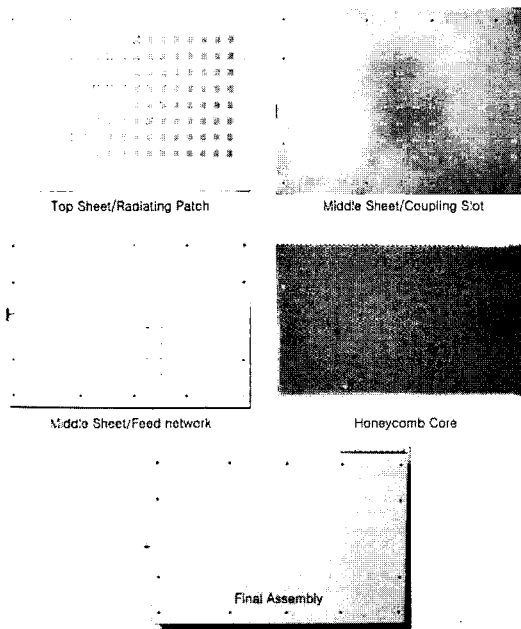 Top Sheet/Radiating Patch
Middle Sheet/Coupling Slot
Middle Sheet/Feed network
Honeycomb Core
Final Assembly